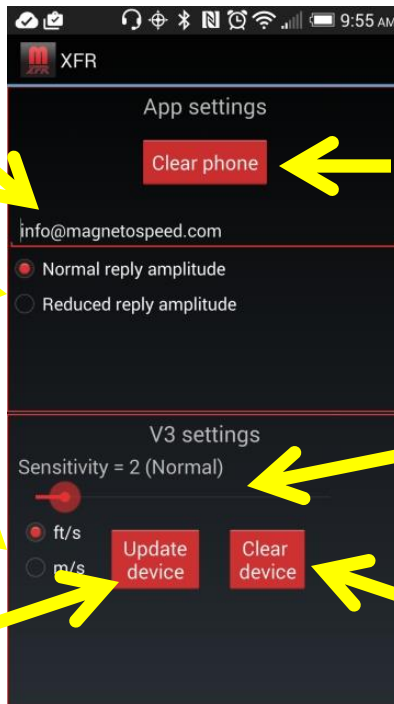 9:55 AM
M
XFR
XFR
App settings
Clear phone
info@magnetospeed.com
Normal reply amplitude
Reduced reply amplitude
V3 settings
Sensitivity = 2 (Normal)
ft/s
m/s
Update
device
Clear
device